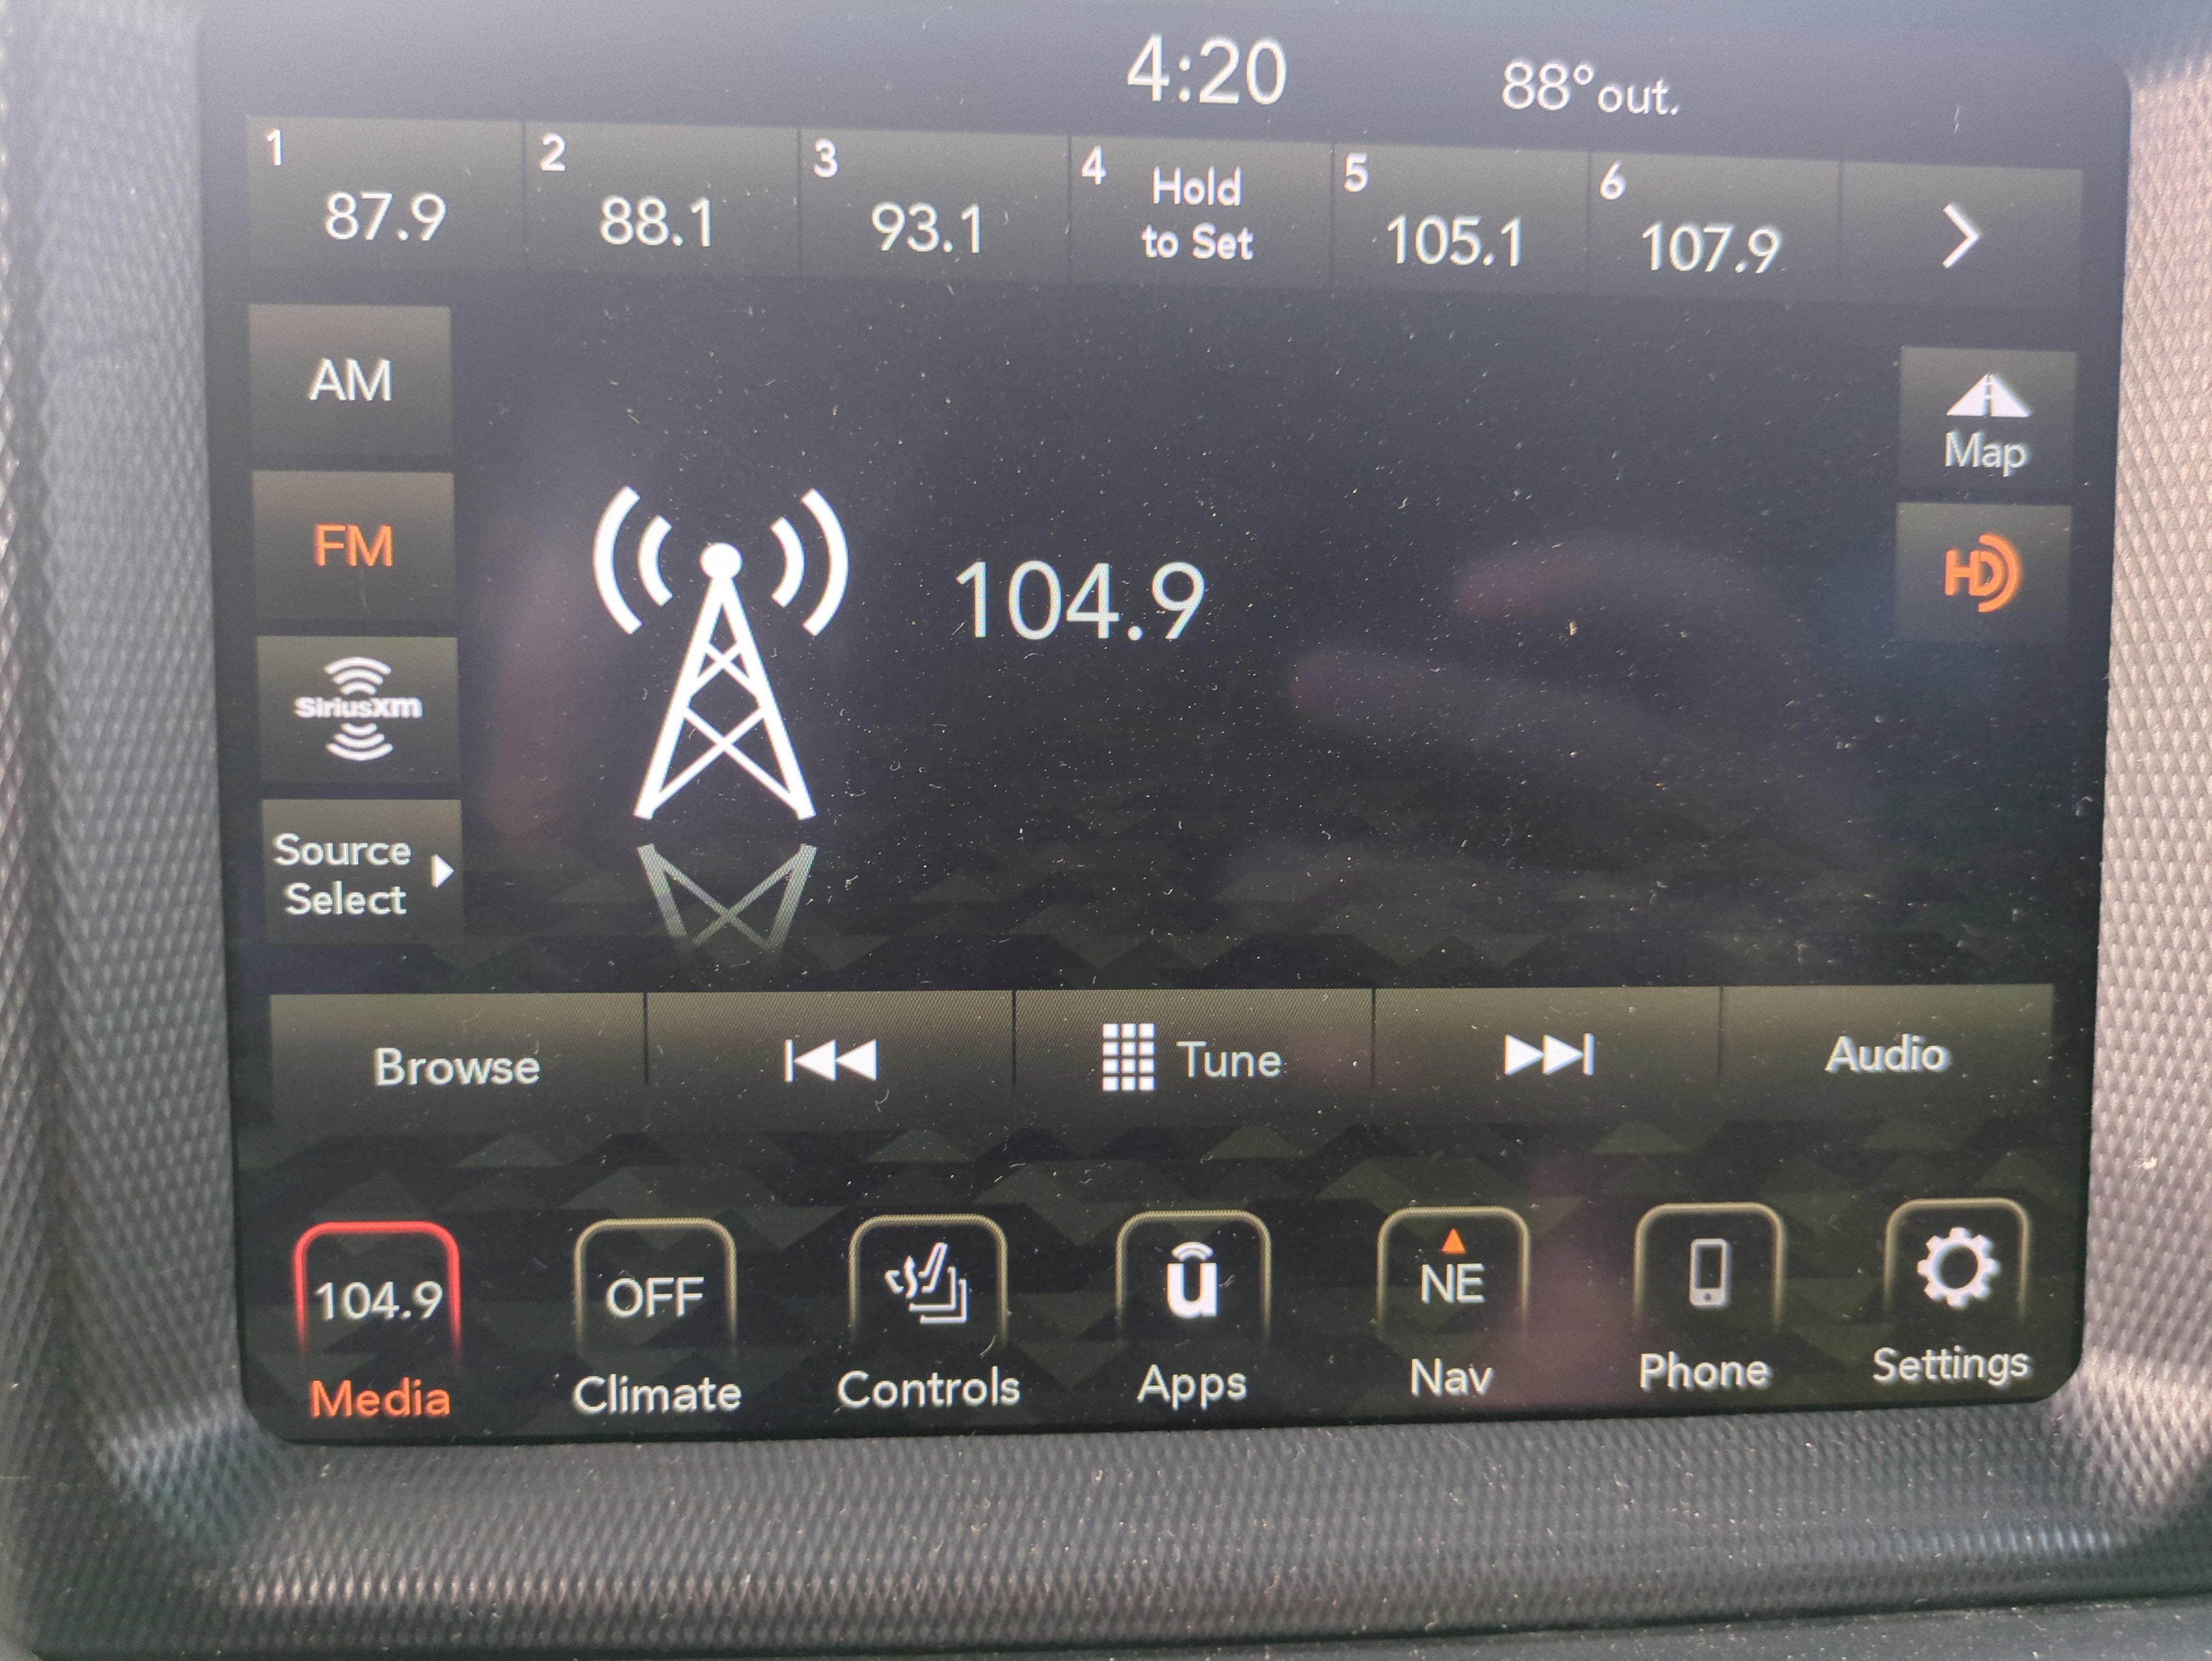 4:20 88°out.
1 2 3 4 5 6
87.9 88.1 93.1 Hold to Set 105.1 107.9
AM
Map
FM
HD
104.9
SiriusXM
Source
Select
Browse Tune Audio
104.9 OFF u NE
Media Climate Controls Apps Nav Phone Settings